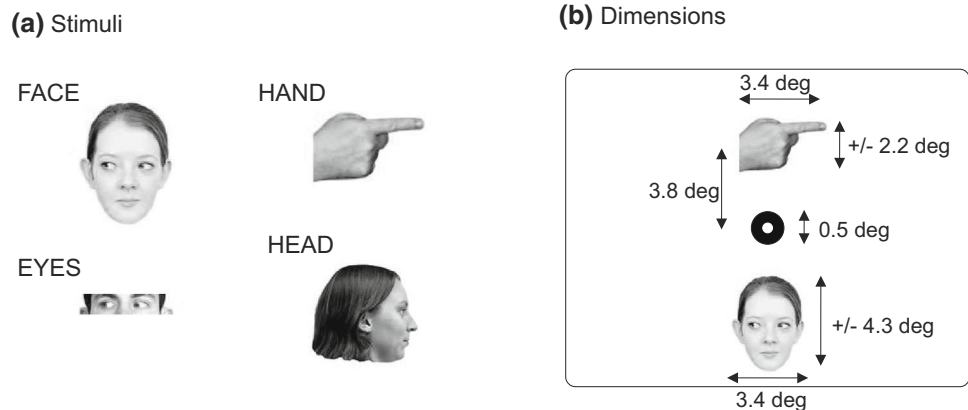 (a) Stimuli
FACE
HAND
EYES
HEAD
(b) Dimensions
3.4 deg
+/- 2.2 deg
3.8 deg
0.5 deg
+/- 4.3 deg
3.4 deg